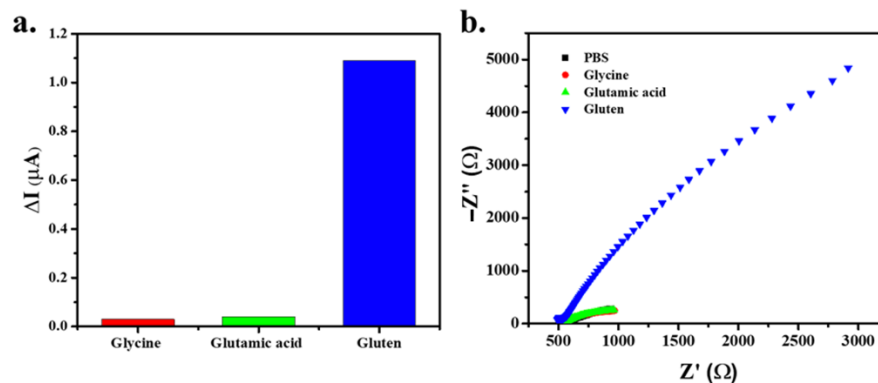 a.
1.2
1.0
0.8
0.6
0.4
0.2
0.0
ΔI (μA)
Glycine Glutamic acid Gluten
b.
PBS
Glycine
Glutamic acid
Gluten
5000
4000
3000
2000
1000
0
−Z'' (Ω)
500 1000 1500 2000 2500 3000
Z' (Ω)